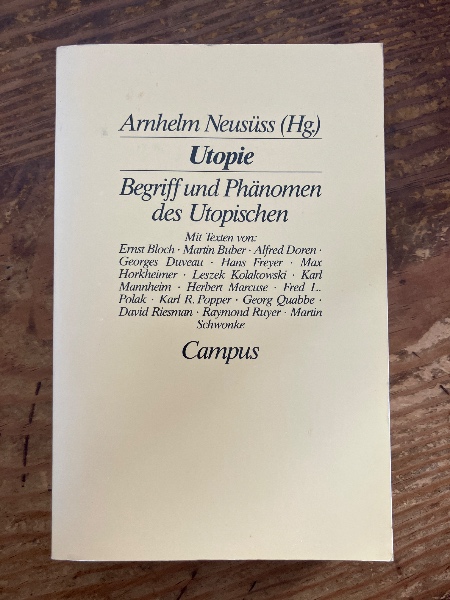 Arnhelm Neusüss (Hg.)
Utopie
Begriff und Phänomen
des Utopischen
Mit Texten von:
Ernst Bloch · Martin Buber · Alfred Doren ·
Georges Duveau · Hans Freyer · Max
Horkheimer · Leszek Kolakowski · Karl
Mannheim · Herbert Marcuse · Fred L.
Polak · Karl R. Popper · Georg Quabbe ·
David Riesman · Raymond Ruyer · Martin
Schwonke
Campus